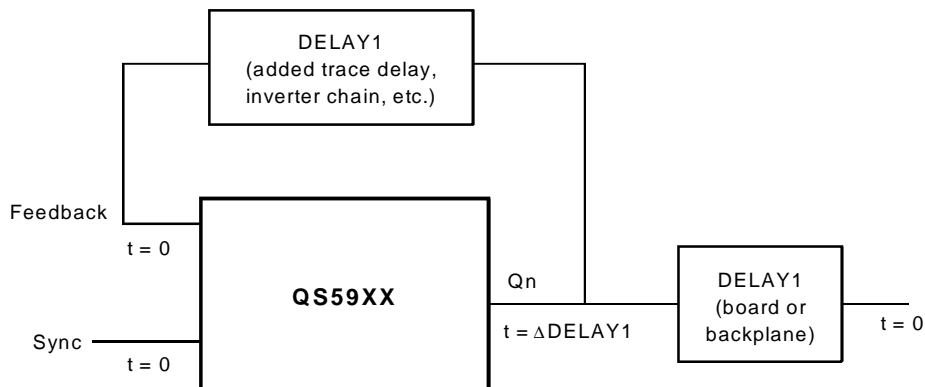 DELAY1
(added trace delay,
inverter chain, etc.)
Feedback
t = 0
QS59XX
Qn
t = ΔDELAY1
DELAY1
(board or
backplane)
t = 0
Sync
t = 0